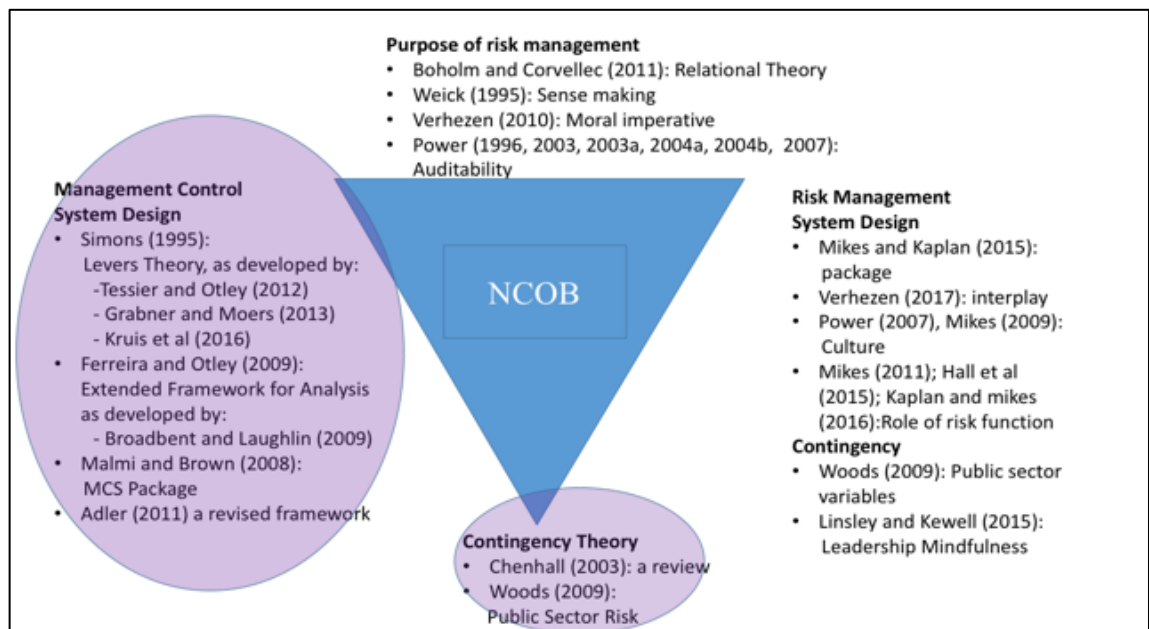 Purpose of risk management
• Boholm and Corvellec (2011): Relational Theory
• Weick (1995): Sense making
• Verhezen (2010): Moral imperative
• Power (1996, 2003, 2003a, 2004a, 2004b, 2007):
Auditability
Management Control
System Design
• Simons (1995):
Levers Theory, as developed by:
-Tessier and Otley (2012)
- Grabner and Moers (2013)
- Kruis et al (2016)
• Ferreira and Otley (2009):
Extended Framework for Analysis
as developed by:
- Broadbent and Laughlin (2009)
• Malmi and Brown (2008):
MCS Package
• Adler (2011) a revised framework
NCOB
Risk Management
System Design
• Mikes and Kaplan (2015):
package
• Verhezen (2017): interplay
• Power (2007), Mikes (2009):
Culture
• Mikes (2011); Hall et al
(2015); Kaplan and mikes
(2016):Role of risk function
Contingency
• Woods (2009): Public sector
variables
• Linsley and Kewell (2015):
Leadership Mindfulness
Contingency Theory
• Chenhall (2003): a review
• Woods (2009):
Public Sector Risk